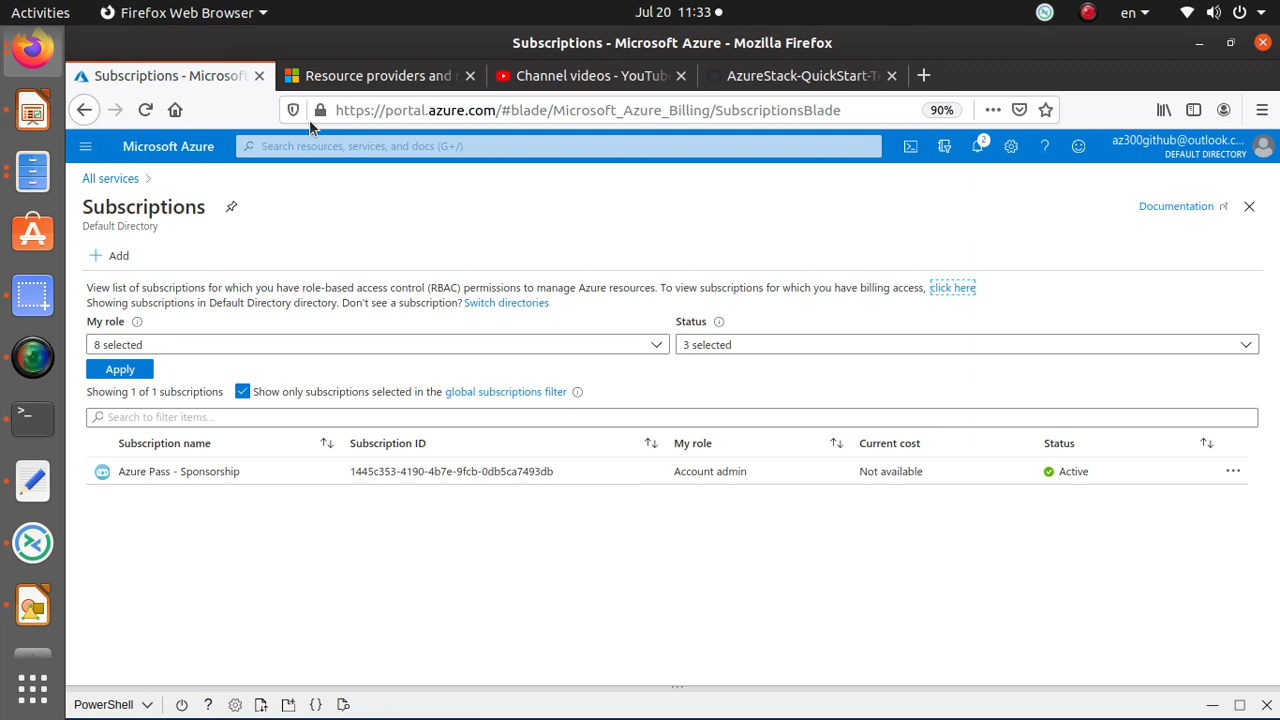 Activities
Firefox Web Browser
Jul 20 11:33
en
Subscriptions - Microsoft Azure - Mozilla Firefox
Subscriptions - Microsof
Resource providers and r
Channel videos - YouTub
AzureStack-QuickStart-Te
https://portal.azure.com/#blade/Microsoft_Azure_Billing/SubscriptionsBlade
90%
Microsoft Azure
Search resources, services, and docs (G+/)
2
az300github@outlook.c...
DEFAULT DIRECTORY
All services
Subscriptions
Default Directory
Documentation
Add
View list of subscriptions for which you have role-based access control (RBAC) permissions to manage Azure resources. To view subscriptions for which you have billing access, click here
Showing subscriptions in Default Directory directory. Don't see a subscription? Switch directories
My role
Status
8 selected
3 selected
Apply
Showing 1 of 1 subscriptions
Show only subscriptions selected in the global subscriptions filter
Search to filter items...
Subscription name
Subscription ID
My role
Current cost
Status
Azure Pass - Sponsorship
1445c353-4190-4b7e-9fcb-0db5ca7493db
Account admin
Not available
Active
PowerShell